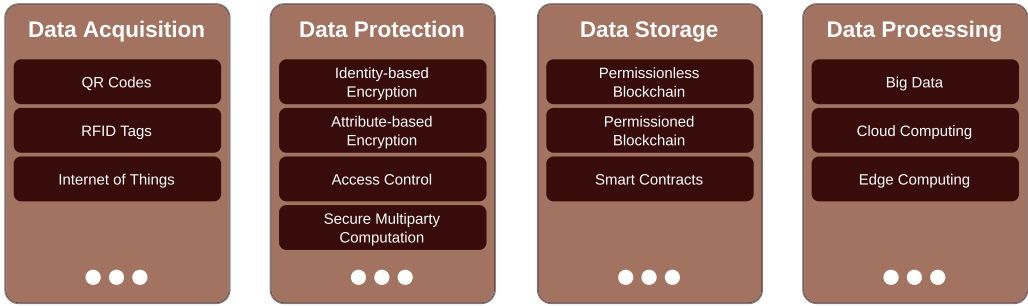 Data Acquisition
QR Codes
RFID Tags
Internet of Things
Data Protection
Identity-based
Encryption
Attribute-based
Encryption
Access Control
Secure Multiparty
Computation
Data Storage
Permissionless
Blockchain
Permissioned
Blockchain
Smart Contracts
Data Processing
Big Data
Cloud Computing
Edge Computing